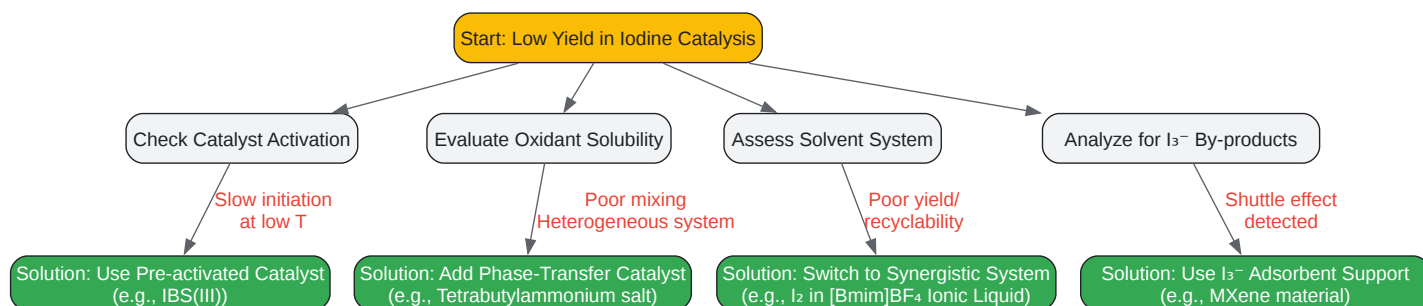 Start: Low Yield in Iodine Catalysis
Check Catalyst Activation
Evaluate Oxidant Solubility
Assess Solvent System
Analyze for I₃⁻ By-products
Slow initiation
at low T
Poor mixing
Heterogeneous system
Poor yield/
recyclability
Shuttle effect
detected
Solution: Use Pre-activated Catalyst
(e.g., IBS(III))
Solution: Add Phase-Transfer Catalyst
(e.g., Tetrabutylammonium salt)
Solution: Switch to Synergistic System
(e.g., I₂ in [Bmim]BF₄ Ionic Liquid)
Solution: Use I₃⁻ Adsorbent Support
(e.g., MXene material)